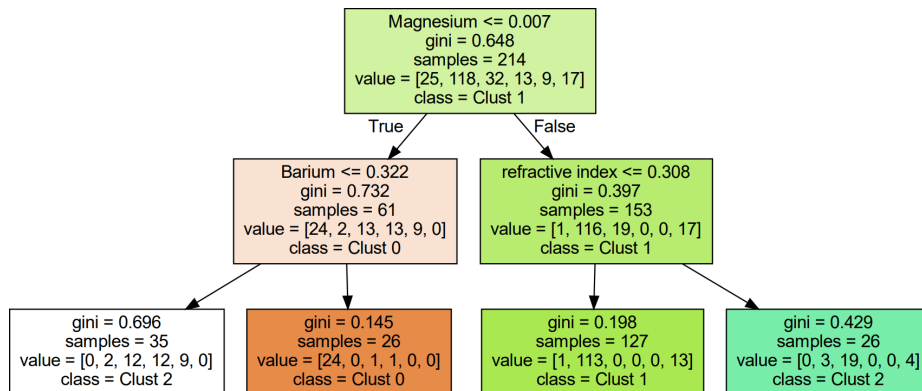 Magnesium <= 0.007
gini = 0.648
samples = 214
value = [25, 118, 32, 13, 9, 17]
class = Clust 1
True
False
Barium <= 0.322
gini = 0.732
samples = 61
value = [24, 2, 13, 13, 9, 0]
class = Clust 0
refractive index <= 0.308
gini = 0.397
samples = 153
value = [1, 116, 19, 0, 0, 17]
class = Clust 1
gini = 0.696
samples = 35
value = [0, 2, 12, 12, 9, 0]
class = Clust 2
gini = 0.145
samples = 26
value = [24, 0, 1, 1, 0, 0]
class = Clust 0
gini = 0.198
samples = 127
value = [1, 113, 0, 0, 0, 13]
class = Clust 1
gini = 0.429
samples = 26
value = [0, 3, 19, 0, 0, 4]
class = Clust 2